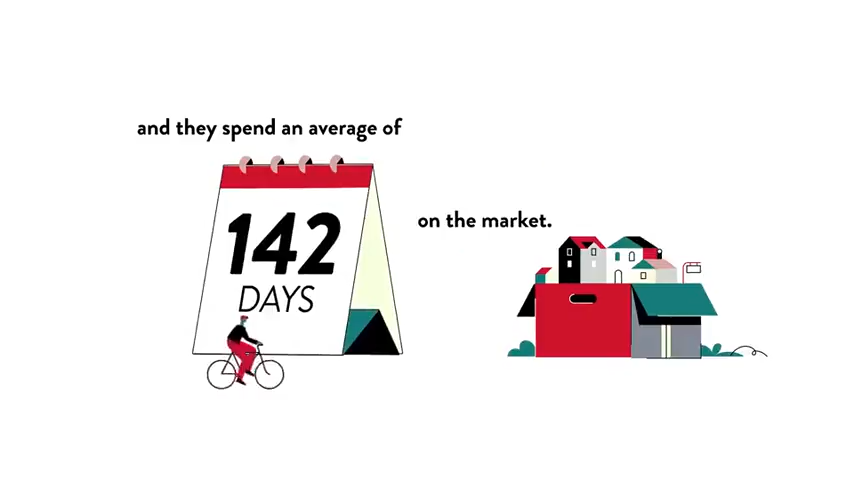 and they spend an average of
142
DAYS
on the market.